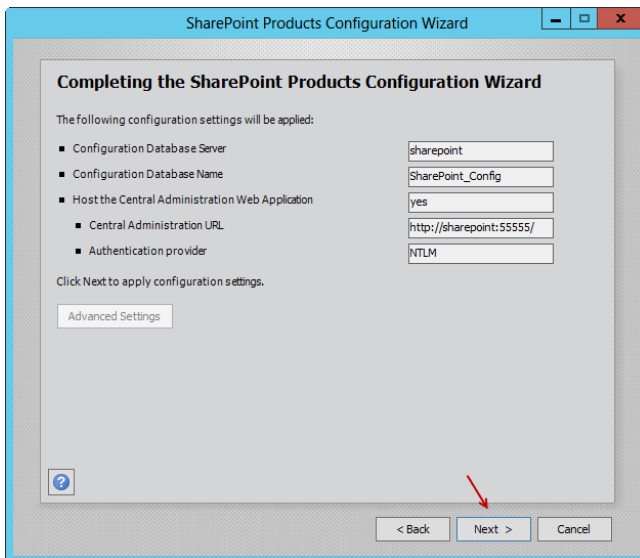 SharePoint Products Configuration Wizard
Completing the SharePoint Products Configuration Wizard
The following configuration settings will be applied:
Configuration Database Server sharepoint
Configuration Database Name SharePoint_Config
Host the Central Administration Web Application yes
Central Administration URL http://sharepoint:55555/
Authentication provider NTLM
Click Next to apply configuration settings.
Advanced Settings
?
< Back Next > Cancel